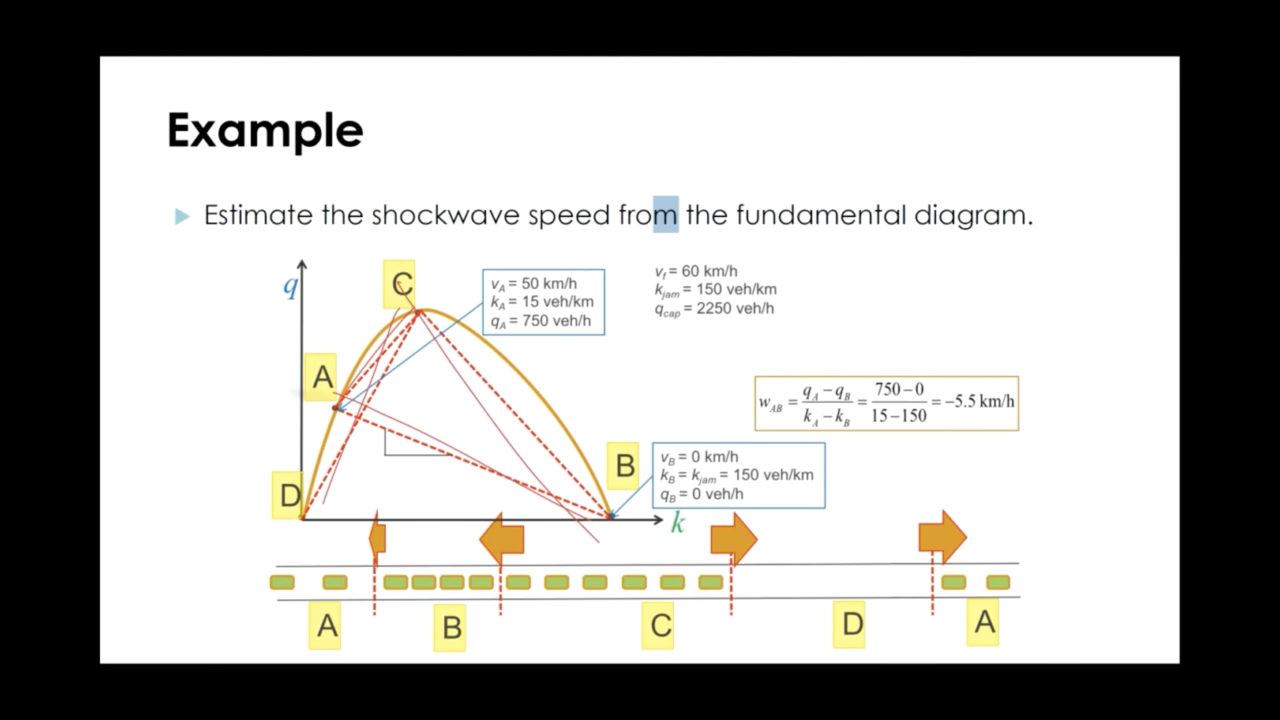 Example
Estimate the shockwave speed from the fundamental diagram.
q
C
v_A = 50 km/h
k_A = 15 veh/km
q_A = 750 veh/h
v_f = 60 km/h
k_jam = 150 veh/km
q_cap = 2250 veh/h
A
w_AB = (q_A − q_B)/(k_A − k_B) = (750 − 0)/(15 − 150) = −5.5 km/h
B
v_B = 0 km/h
k_B = k_jam = 150 veh/km
q_B = 0 veh/h
D
k
A B C D A